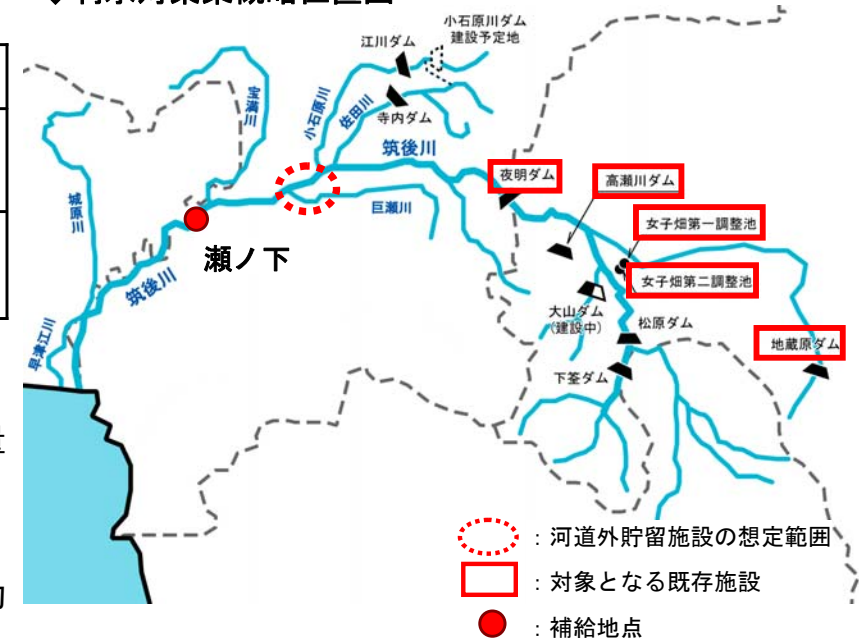 小石原川ダム
建設予定地
江川ダム
宝満川
小石原川
佐田川
寺内ダム
筑後川
夜明ダム
高瀬川ダム
城原川
巨瀬川
女子畑第一調整池
瀬ノ下
女子畑第二調整池
筑後川
大山ダム
(建設中)
松原ダム
早津江川
地蔵原ダム
下筌ダム
：河道外貯留施設の想定範囲
：対象となる既存施設
：補給地点